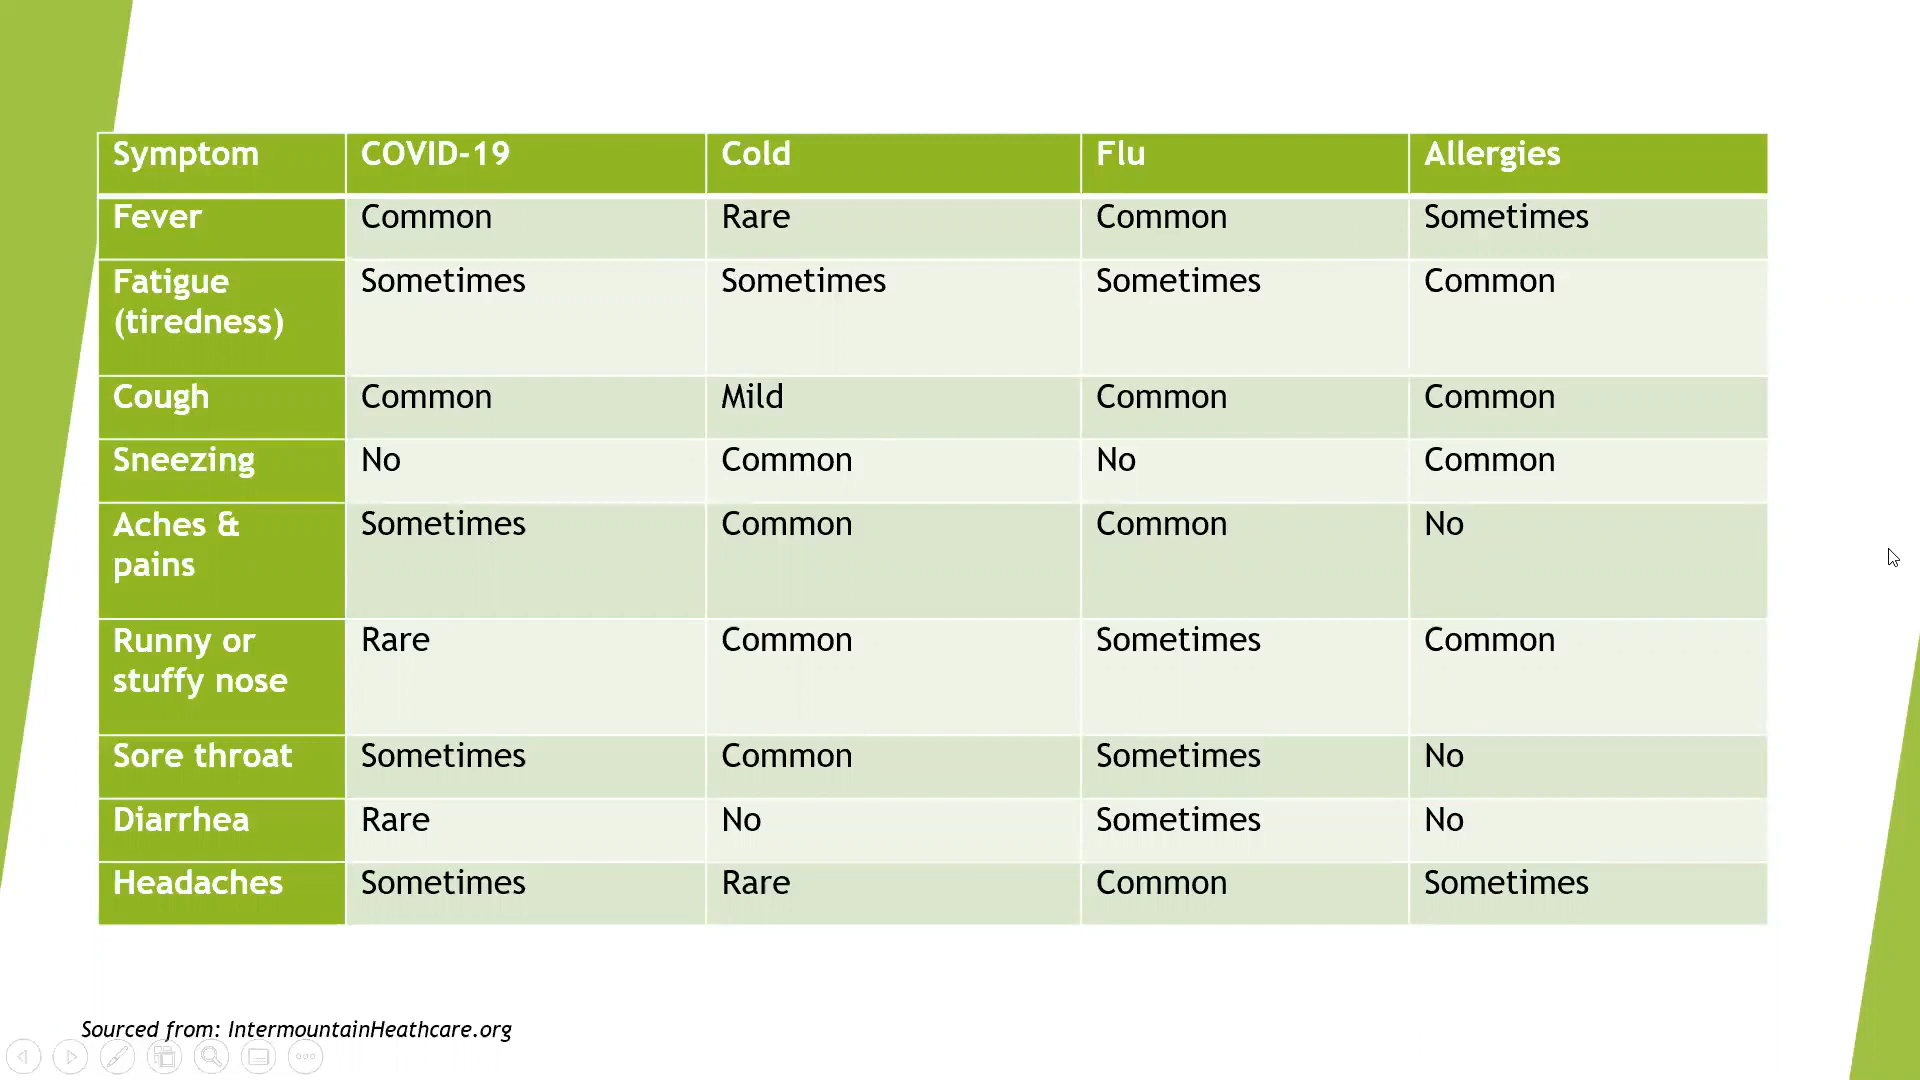 Symptom COVID-19 Cold Flu Allergies
Fever Common Rare Common Sometimes
Fatigue Sometimes Sometimes Sometimes Common
(tiredness)
Cough Common Mild Common Common
Sneezing No Common No Common
Aches & Sometimes Common Common No
pains
Runny or Rare Common Sometimes Common
stuffy nose
Sore throat Sometimes Common Sometimes No
Diarrhea Rare No Sometimes No
Headaches Sometimes Rare Common Sometimes
Sourced from: IntermountainHeathcare.org